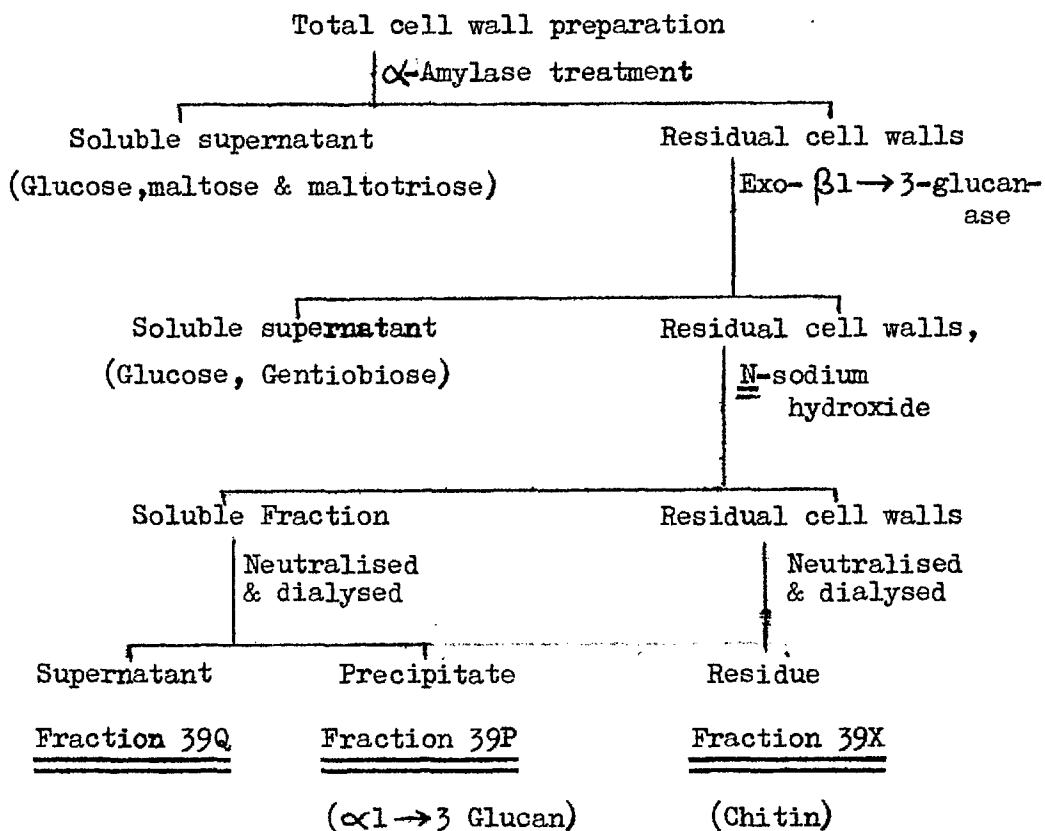 Total cell wall preparation
α-Amylase treatment
Soluble supernatant
Residual cell walls
(Glucose,maltose & maltotriose)
Exo- β1→3-glucan-
ase
Soluble supernatant
Residual cell walls,
(Glucose, Gentiobiose)
N-sodium
hydroxide
Soluble Fraction
Residual cell walls
Neutralised
& dialysed
Neutralised
& dialysed
Supernatant
Precipitate
Residue
Fraction 39Q
Fraction 39P
Fraction 39X
(α1→3 Glucan)
(Chitin)